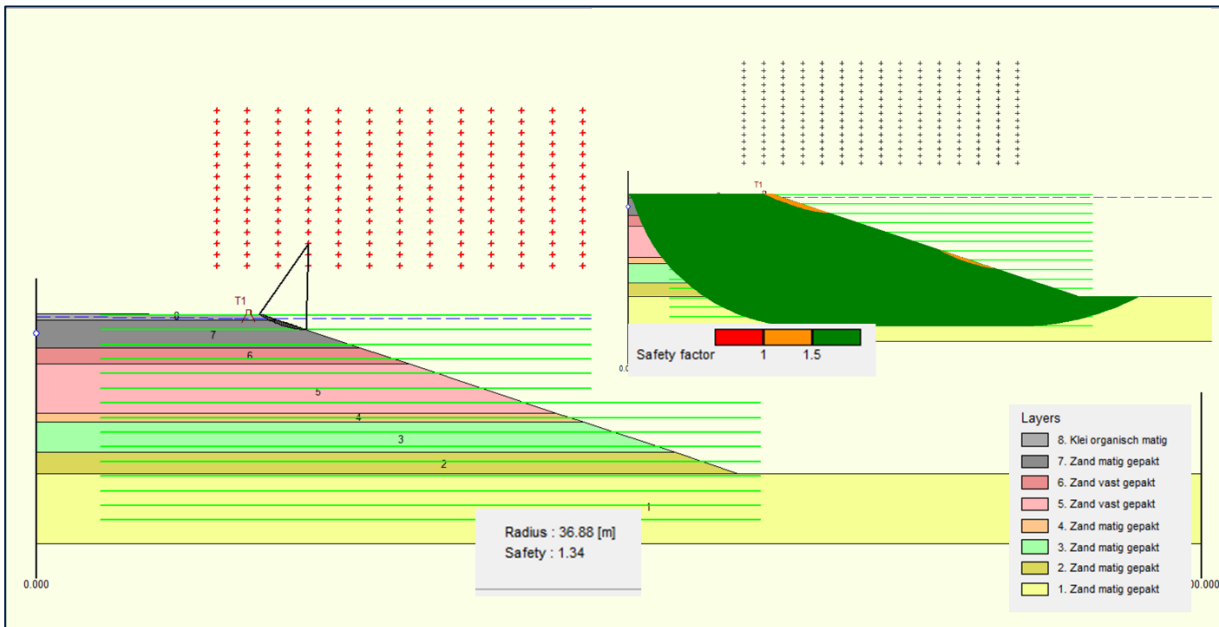 T1
T1
8
7
6
5
4
3
2
1
Safety factor
1
1.5
Layers
8. Klei organisch matig
7. Zand matig gepakt
6. Zand vast gepakt
5. Zand vast gepakt
4. Zand matig gepakt
3. Zand matig gepakt
2. Zand matig gepakt
1. Zand matig gepakt
Radius : 36.88 [m]
Safety : 1.34
0.000